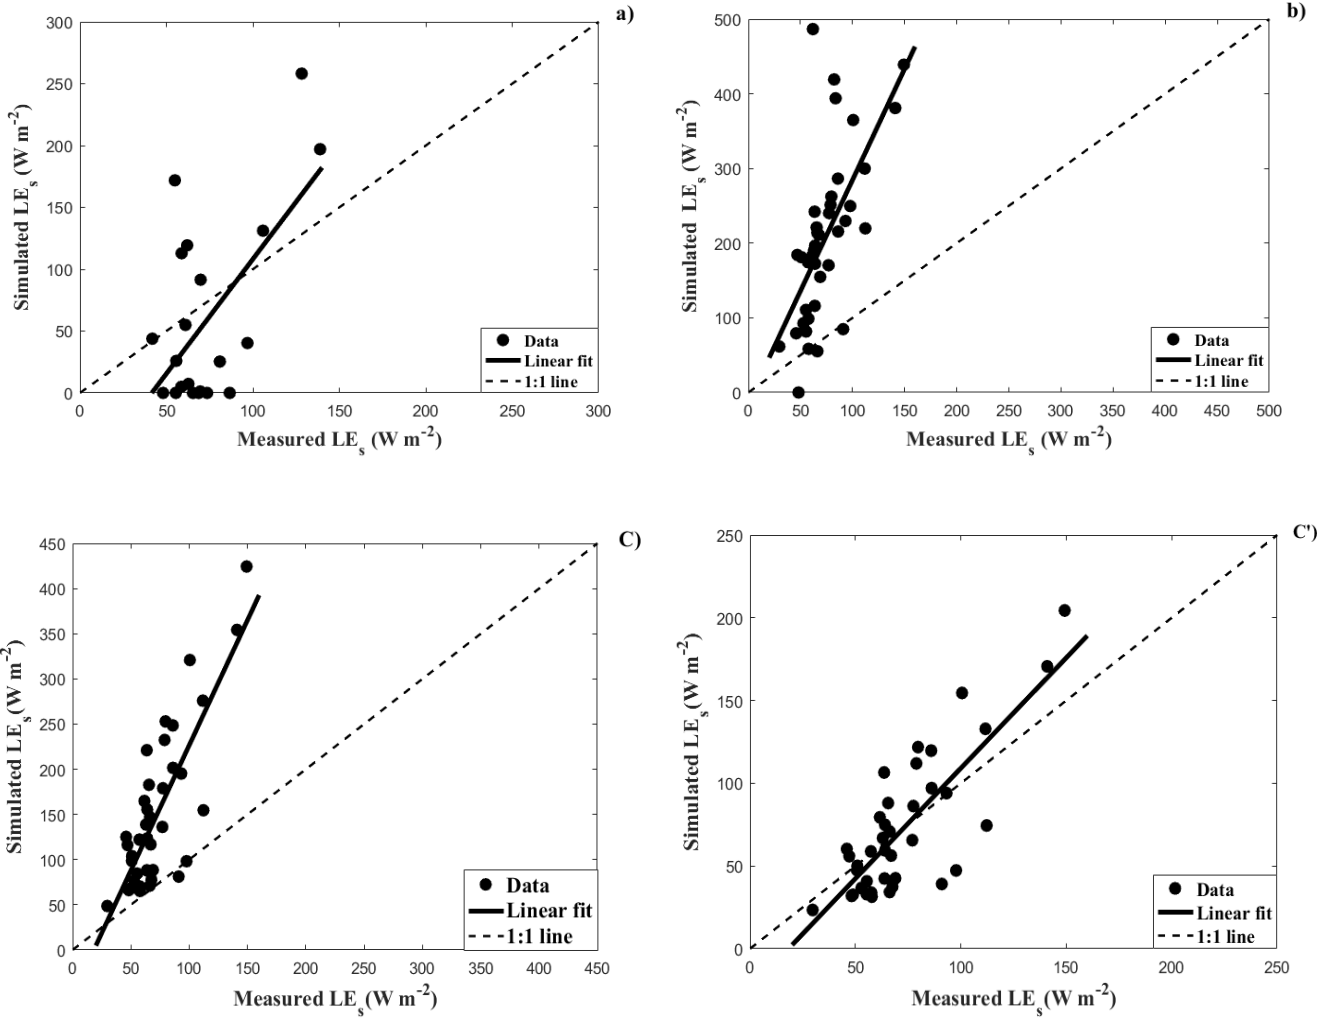 a)
300
250
200
150
100
50
0
Simulated LEs (W m-2)
0 50 100 150 200 250 300
Measured LEs (W m-2)
Data
Linear fit
1:1 line
b)
500
400
300
200
100
0
Simulated LEs (W m-2)
0 50 100 150 200 250 300 350 400 450 500
Measured LEs (W m-2)
Data
Linear fit
1:1 line
C)
450
400
350
300
250
200
150
100
50
0
Simulated LEs(W m-2)
0 50 100 150 200 250 300 350 400 450
Measured LEs(W m-2)
Data
Linear fit
1:1 line
C')
250
200
150
100
50
0
Simulated LEs(W m-2)
50 100 150 200 250
Measured LEs(W m-2)
Data
Linear fit
1:1 line